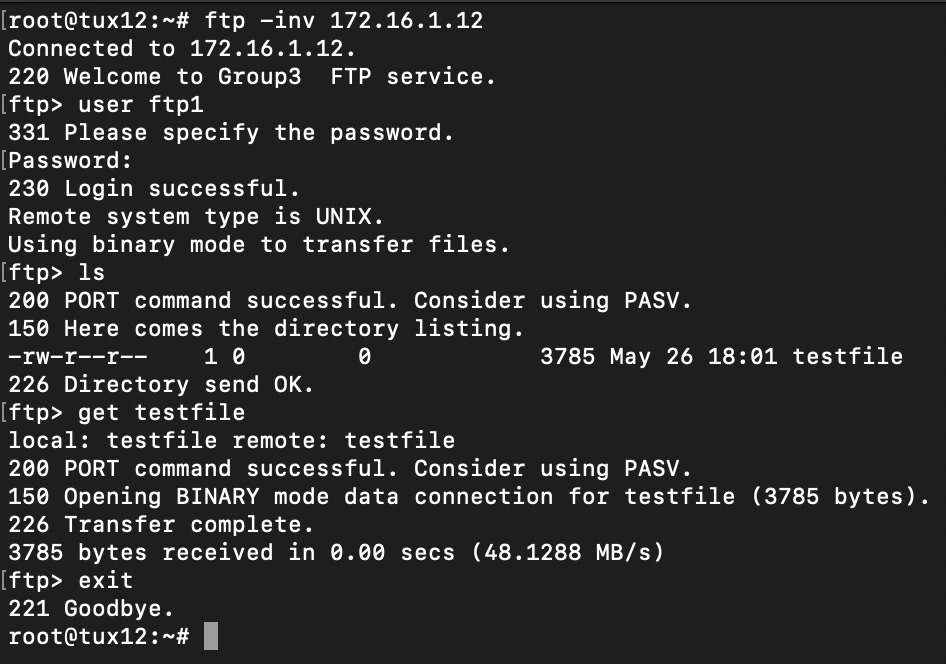 [root@tux12:~# ftp -inv 172.16.1.12
Connected to 172.16.1.12.
220 Welcome to Group3  FTP service.
[ftp> user ftp1
331 Please specify the password.
[Password:
230 Login successful.
Remote system type is UNIX.
Using binary mode to transfer files.
[ftp> ls
200 PORT command successful. Consider using PASV.
150 Here comes the directory listing.
-rw-r--r--    1 0        0            3785 May 26 18:01 testfile
226 Directory send OK.
[ftp> get testfile
local: testfile remote: testfile
200 PORT command successful. Consider using PASV.
150 Opening BINARY mode data connection for testfile (3785 bytes).
226 Transfer complete.
3785 bytes received in 0.00 secs (48.1288 MB/s)
[ftp> exit
221 Goodbye.
root@tux12:~#